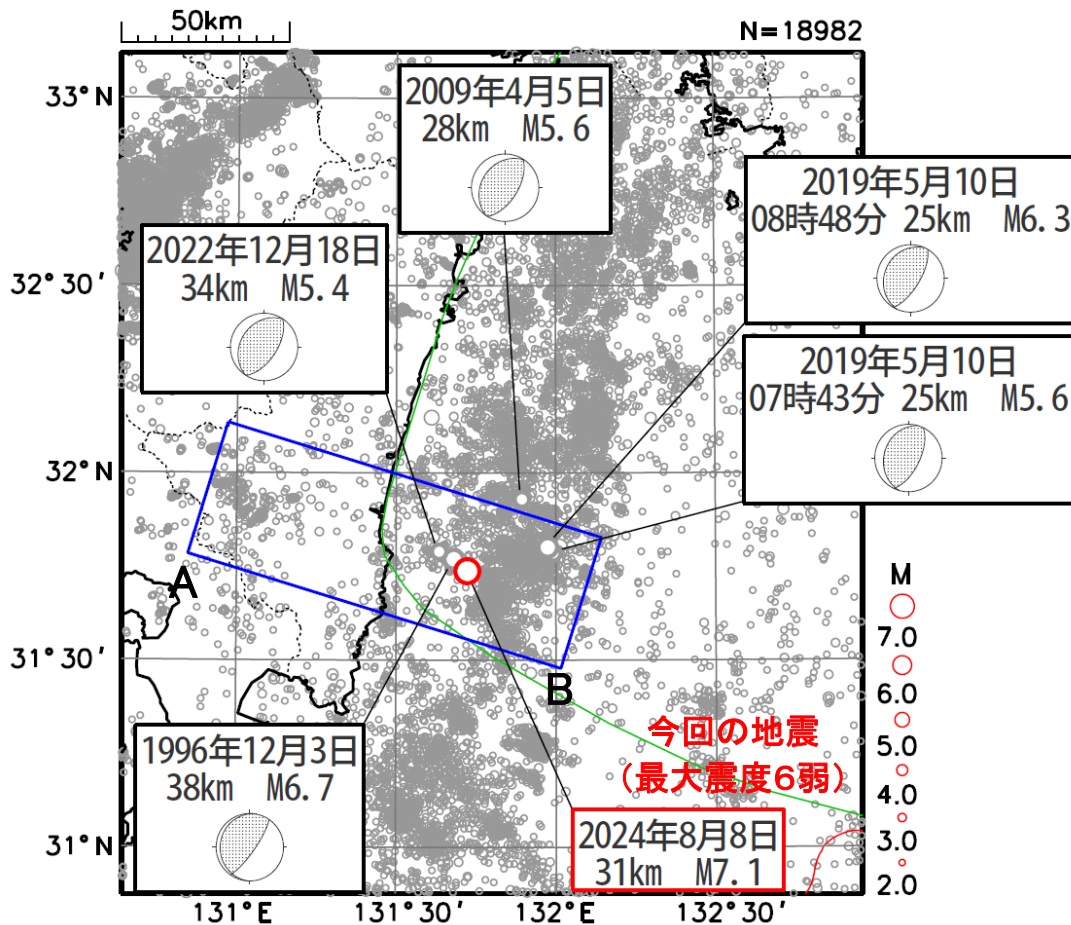 50km
N=18982
33°N
32°30′
32°N
31°30′
31°N
131°E
131°30′
132°E
132°30′
2009年4月5日
28km M5.6
2019年5月10日
08時48分 25km M6.3
2022年12月18日
34km M5.4
2019年5月10日
07時43分 25km M5.6
A
B
1996年12月3日
38km M6.7
今回の地震
（最大震度6弱）
2024年8月8日
31km M7.1
M
7.0
6.0
5.0
4.0
3.0
2.0